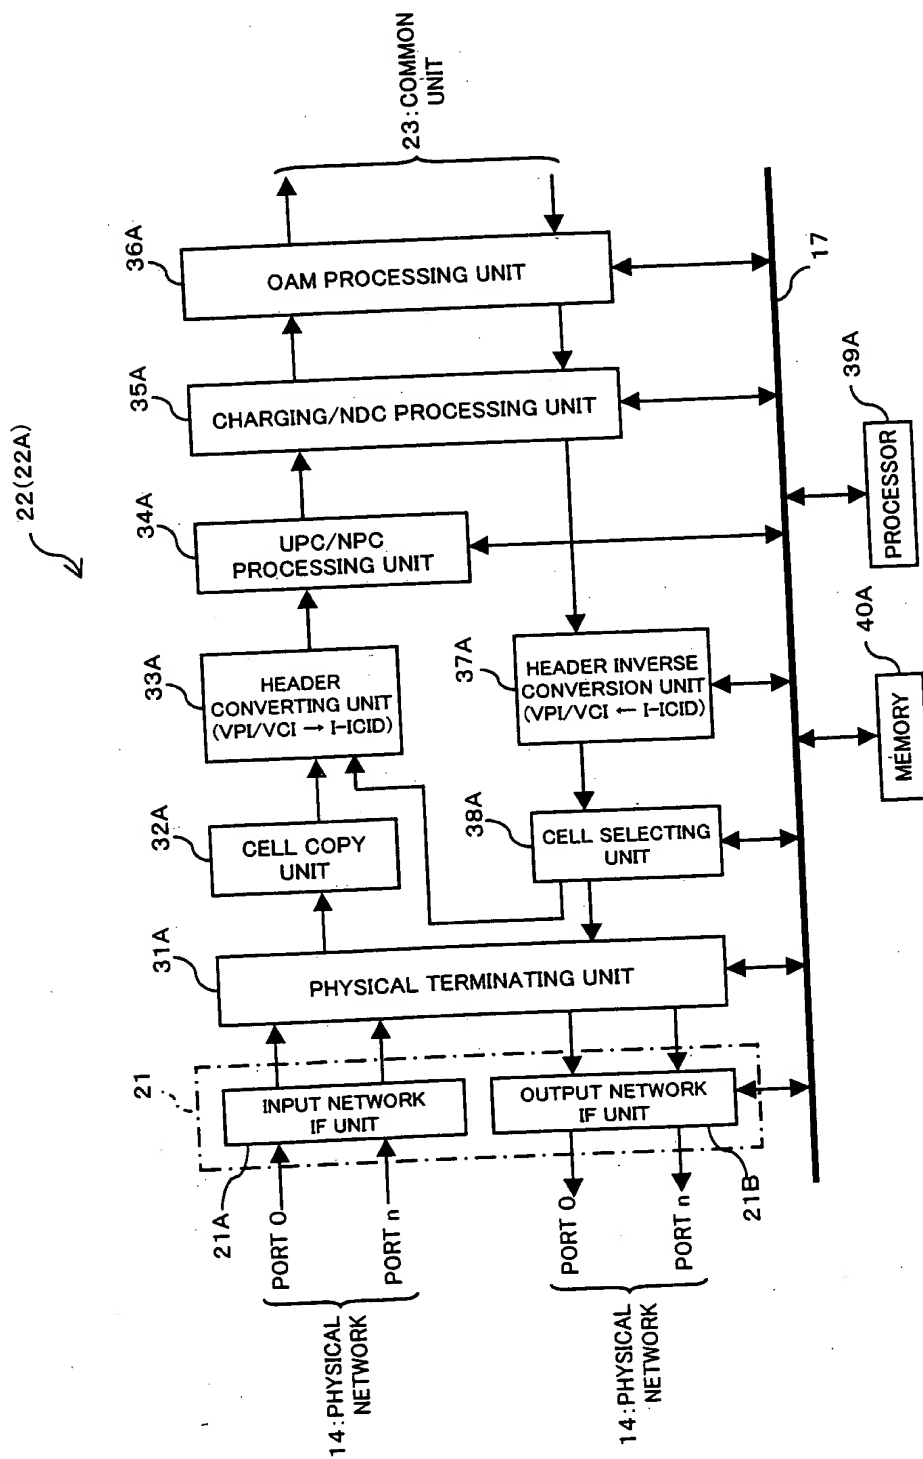 22(22A)
14:PHYSICAL
NETWORK
PORT 0
PORT n
21A
21
INPUT NETWORK
IF UNIT
31A
PHYSICAL TERMINATING UNIT
32A
CELL COPY
UNIT
33A
HEADER
CONVERTING UNIT
(VPI/VCI → I-ICID)
34A
UPC/NPC
PROCESSING UNIT
35A
CHARGING/NDC PROCESSING UNIT
36A
OAM PROCESSING UNIT
23:COMMON
UNIT
14:PHYSICAL
NETWORK
PORT 0
PORT n
21B
OUTPUT NETWORK
IF UNIT
38A
CELL SELECTING
UNIT
37A
HEADER INVERSE
CONVERSION UNIT
(VPI/VCI ← I-ICID)
17
40A
MEMORY
39A
PROCESSOR